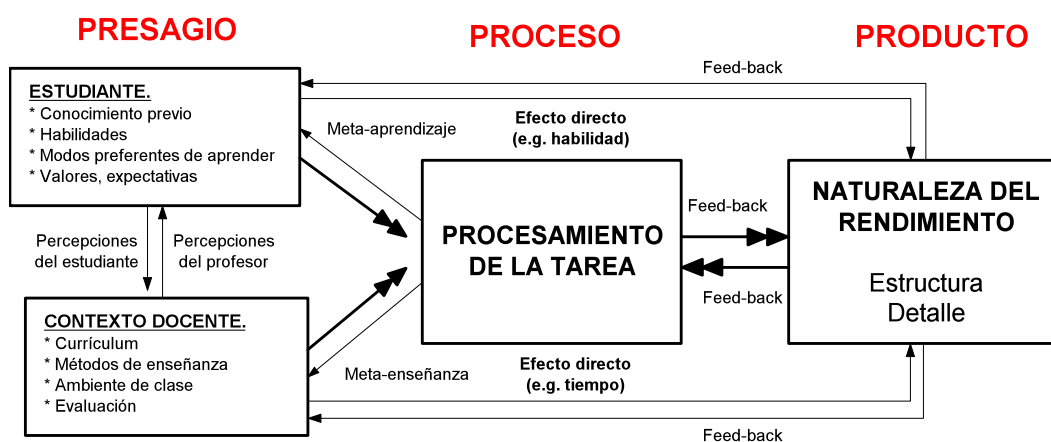 PRESAGIO
PROCESO
PRODUCTO
Feed-back
ESTUDIANTE.
* Conocimiento previo
* Habilidades
* Modos preferentes de aprender
* Valores, expectativas
Meta-aprendizaje
Efecto directo
(e.g. habilidad)
Percepciones
del estudiante
Percepciones
del profesor
PROCESAMIENTO
DE LA TAREA
Feed-back
Feed-back
NATURALEZA DEL
RENDIMIENTO
Estructura
Detalle
CONTEXTO DOCENTE.
* Currículum
* Métodos de enseñanza
* Ambiente de clase
* Evaluación
Meta-enseñanza
Efecto directo
(e.g. tiempo)
Feed-back